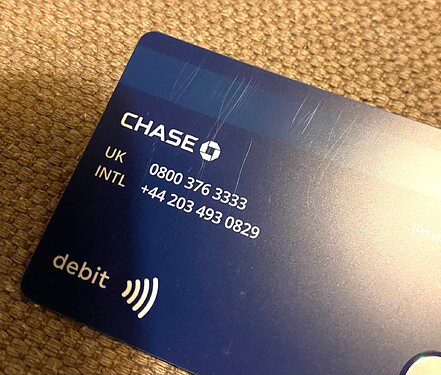 CHASE
UK 0800 376 3333
INTL +44 203 493 0829
debit